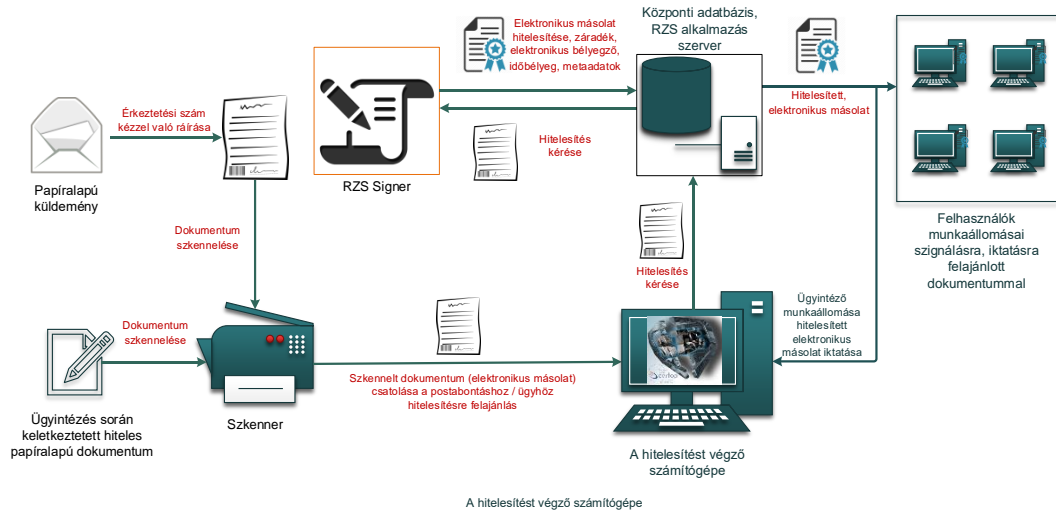 Elektronikus másolat
hitelesítése, záradék,
elektronikus bélyegző,
időbélyeg, metaadatok
Központi adatbázis,
RZS alkalmazás
szerver
Hitelesített,
elektronikus másolat
Érkeztetési szám
kézzel való ráírása
Hitelesítés
kérése
RZS Signer
Papíralapú
küldemény
Felhasználók
munkaállomásai
szignálásra, iktatásra
felajánlott
dokumentummal
Dokumentum
szkennelése
Hitelesítés
kérése
Ügyintéző
munkaállomása
hitelesített
elektronikus
másolat iktatása
Dokumentum
szkennelése
Szkennelt dokumentum (elektronikus másolat)
csatolása a postabontáshoz / ügyhöz
hitelesítésre felajánlás
Szkenner
Ügyintézés során
keletkeztetett hiteles
papíralapú dokumentum
A hitelesítést végző
számítógépe
A hitelesítést végző számítógépe